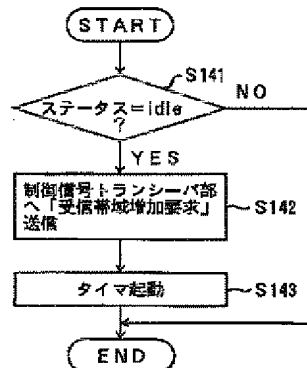 START
S141
NO
ステータス=idle
?
YES
制御信号トランシーバ部
へ「受信帯域増加要求」
送信
S142
タイマ起動
S143
END